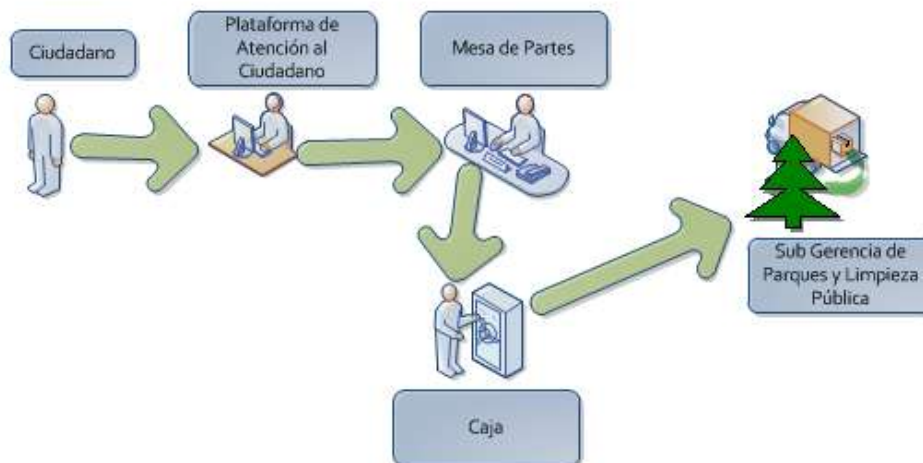 Ciudadano
Plataforma de
Atención al
Ciudadano
Mesa de Partes
Sub Gerencia de
Parques y Limpieza
Pública
Caja